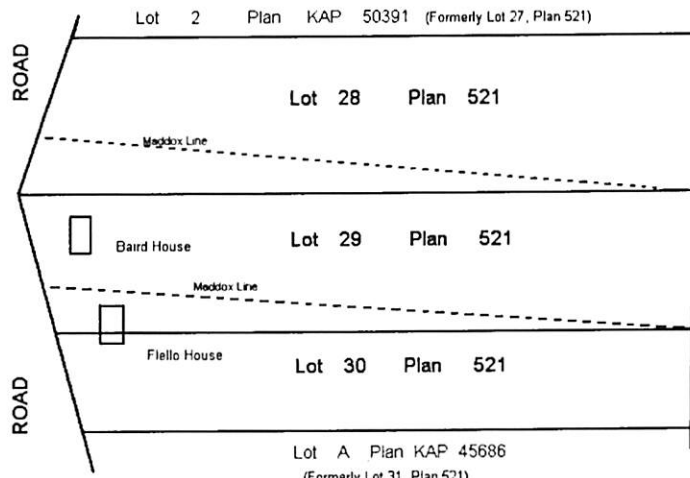 Lot 2 Plan KAP 50391 (Formerly Lot 27, Plan 521)
ROAD
Lot 28 Plan 521
Maddox Line
Baird House
Lot 29 Plan 521
Maddox Line
Fiello House
Lot 30 Plan 521
ROAD
Lot A Plan KAP 45686
(Formerly Lot 31, Plan 521)